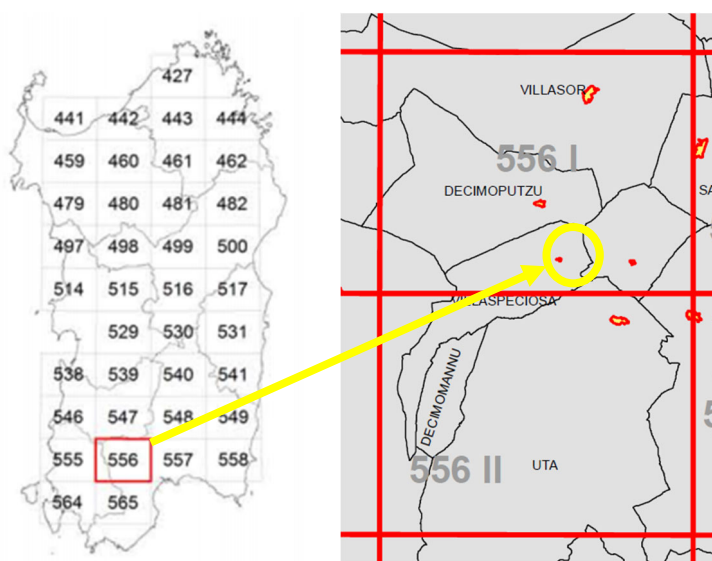 427
441 442 443 444
459 460 461 462
479 480 481 482
497 498 499 500
514 515 516 517
529 530 531
538 539 540 541
546 547 548 549
555 556 557 558
564 565
VILLASOR
556 I
DECIMOPUTZU
SA
VILLASPECIOSA
DECIMOMANNU
5
556 II
UTA